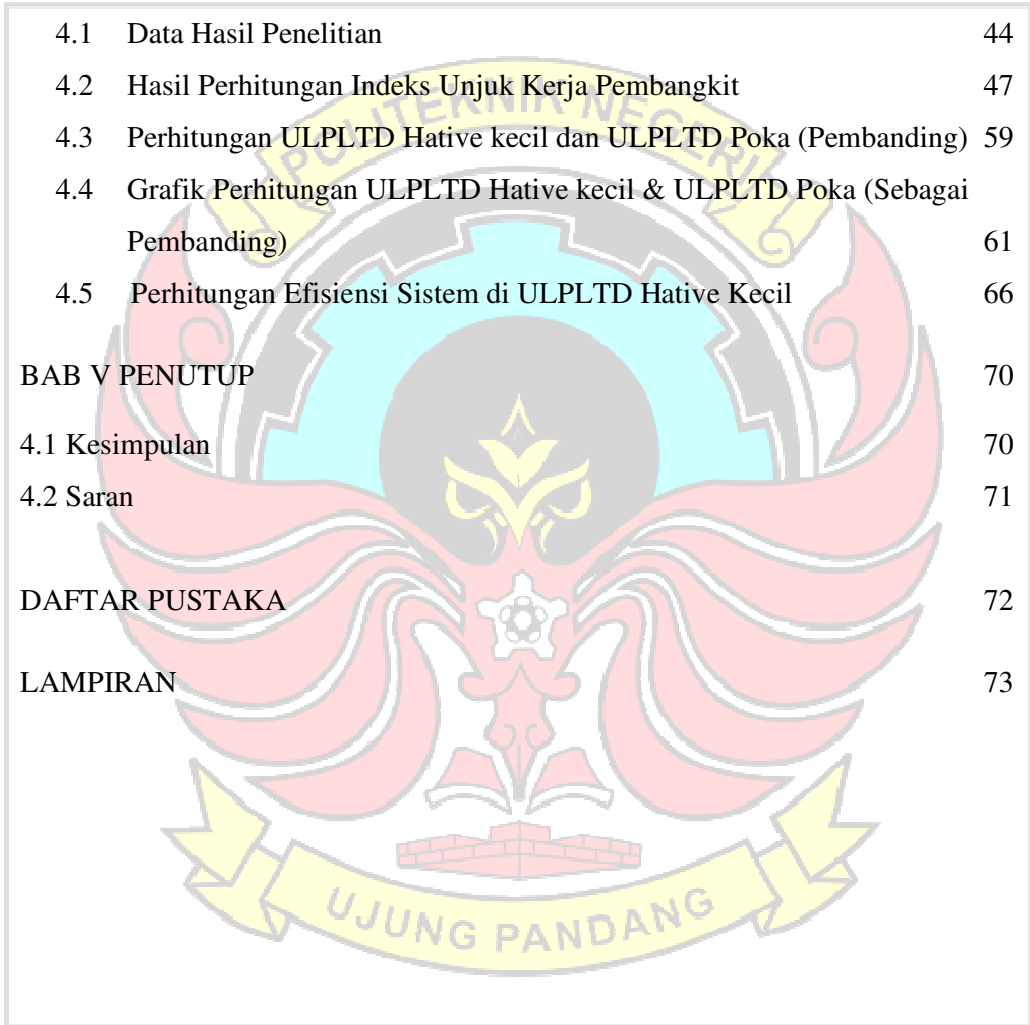 4.1 Data Hasil Penelitian 44
4.2 Hasil Perhitungan Indeks Unjuk Kerja Pembangkit 47
POLITEKNIK NEGERI
4.3 Perhitungan ULPLTD Hative kecil dan ULPLTD Poka (Pembanding) 59
4.4 Grafik Perhitungan ULPLTD Hative kecil & ULPLTD Poka (Sebagai
Pembanding) 61
4.5 Perhitungan Efisiensi Sistem di ULPLTD Hative Kecil 66
BAB V PENUTUP 70
4.1 Kesimpulan 70
4.2 Saran 71
DAFTAR PUSTAKA 72
LAMPIRAN 73
UJUNG PANDANG